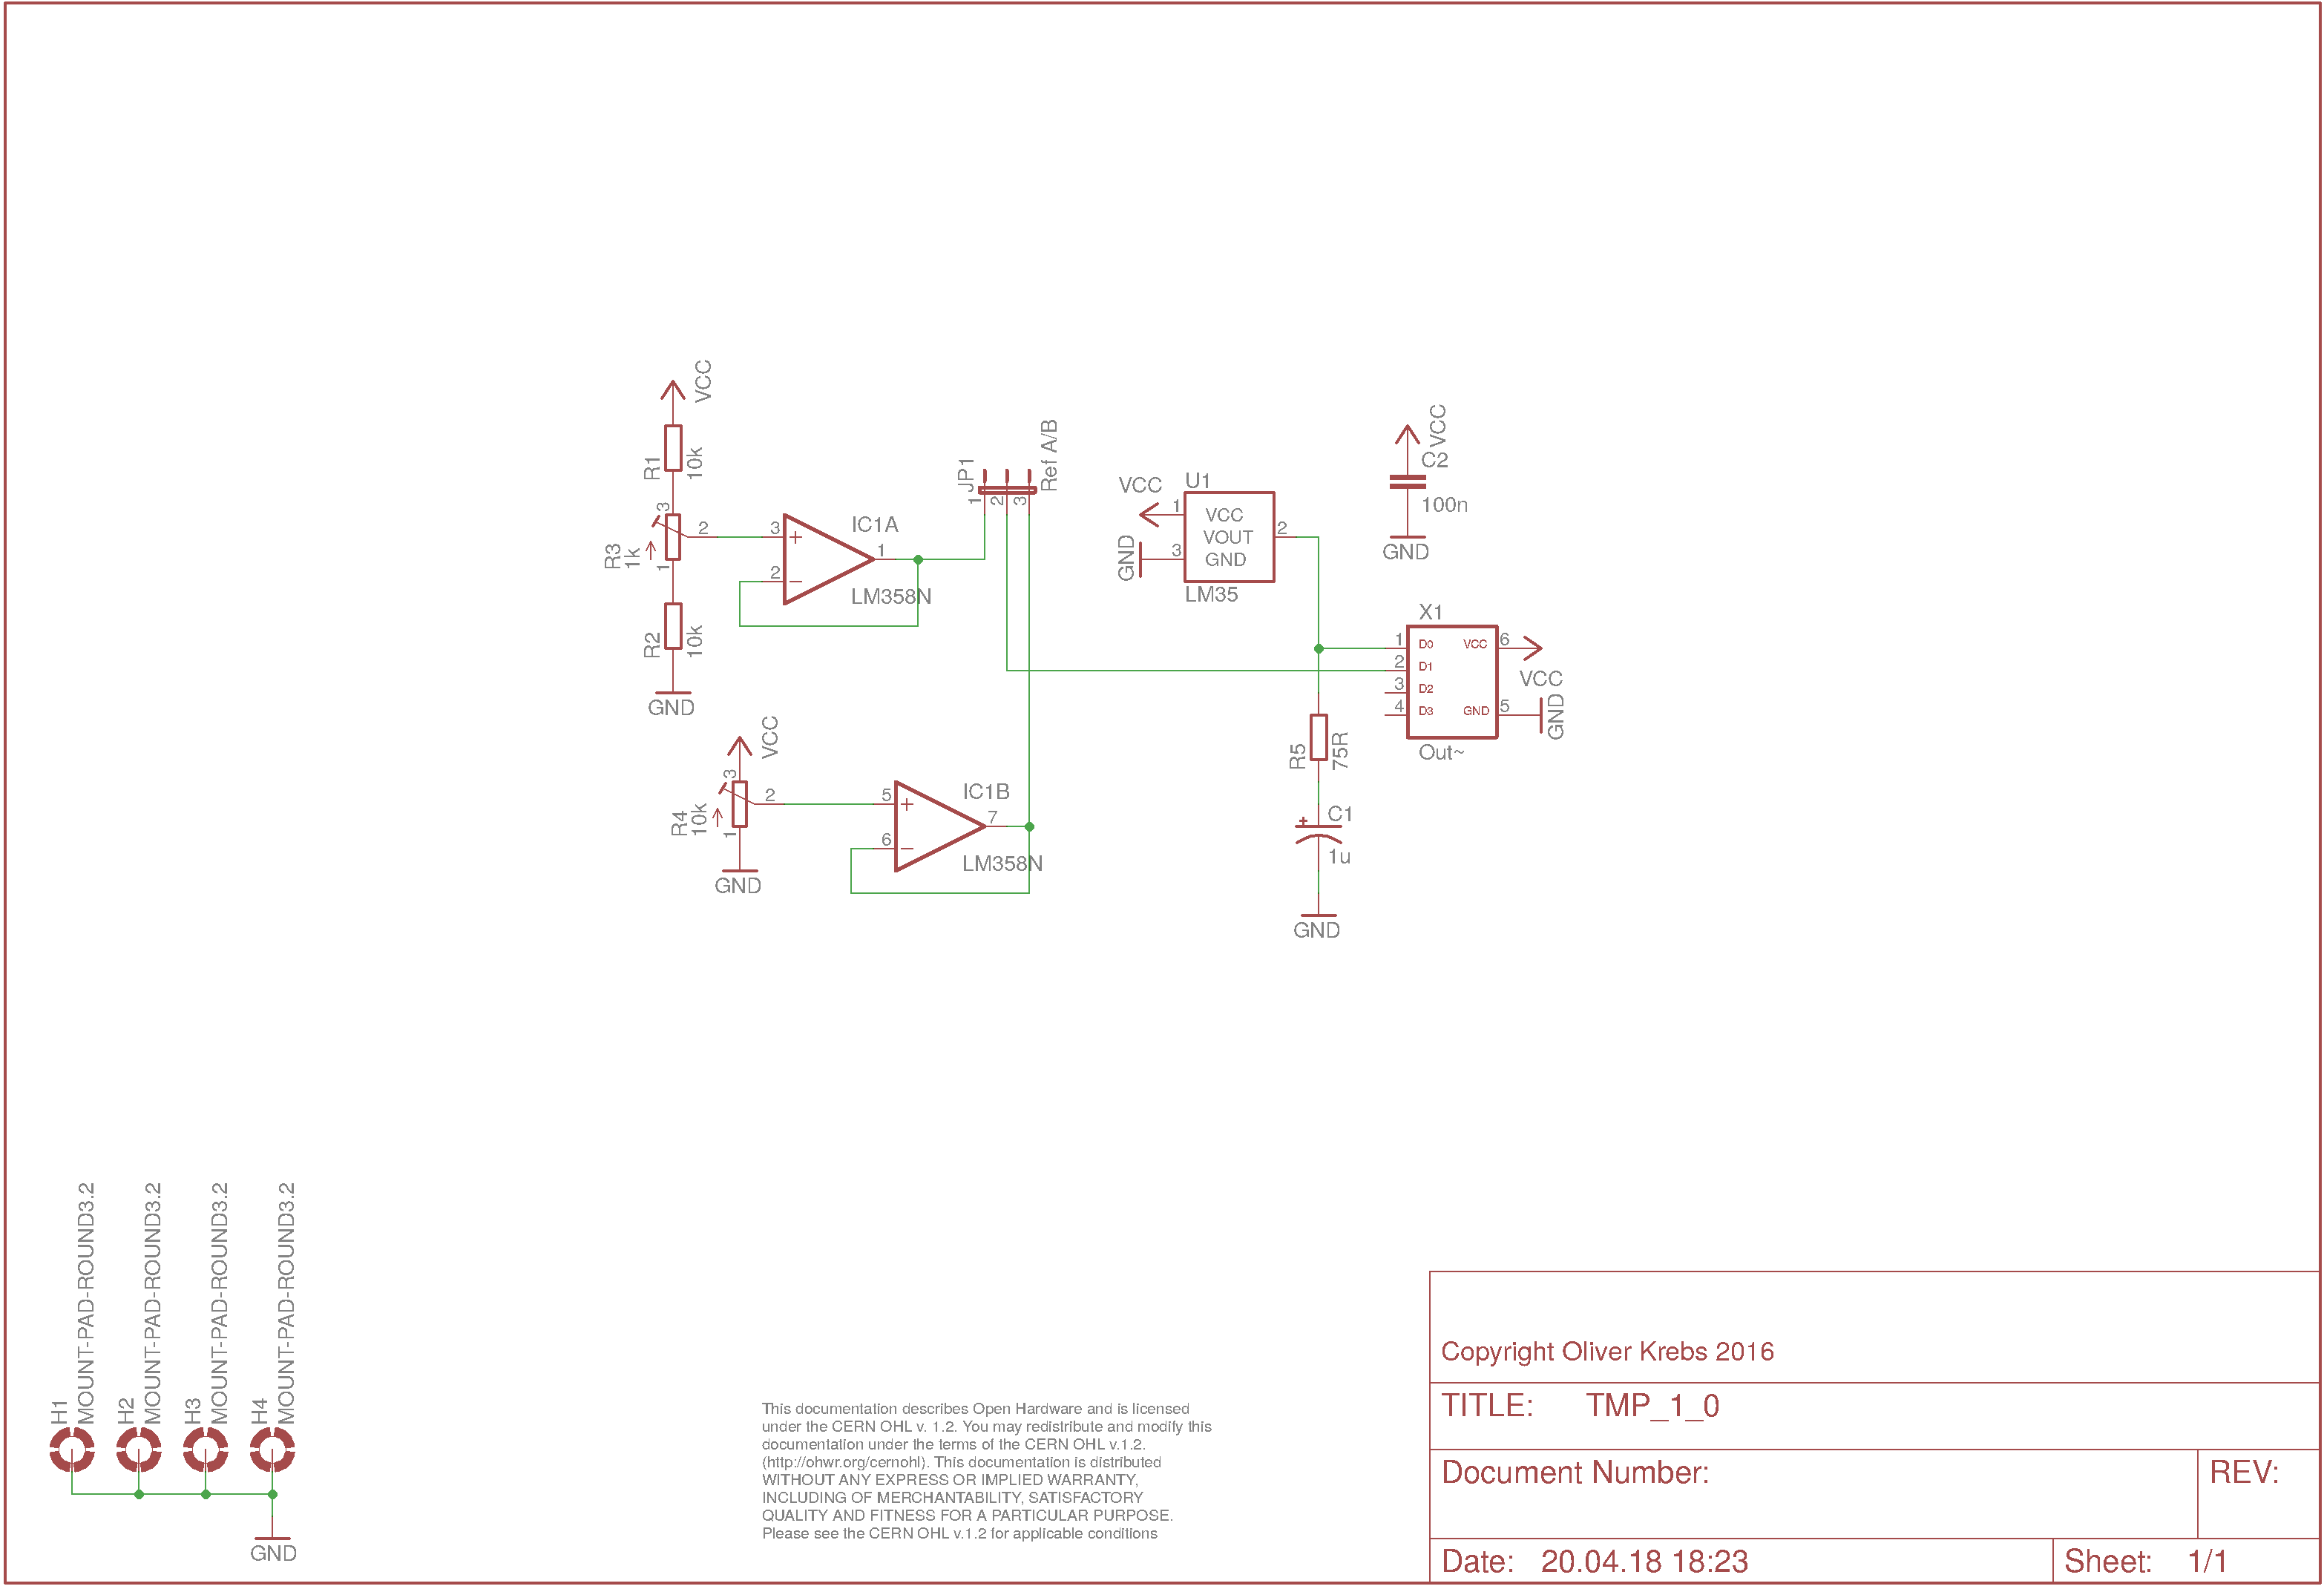 VCC
R1
10k
3
2
R3
1k
1
R2
10k
GND
3
2
1
IC1A
LM358N
JP1
1
2
3
Ref A/B
VCC
U1
1
VCC
VOUT
GND
2
3
GND
LM35
VCC
C2
100n
GND
X1
1
D0
VCC
6
2
D1
3
D2
VCC
4
D3
GND
5
GND
Out~
VCC
3
2
R4
10k
1
GND
5
6
7
IC1B
LM358N
R5
75R
C1
+
1u
GND
H1
MOUNT-PAD-ROUND3.2
H2
MOUNT-PAD-ROUND3.2
H3
MOUNT-PAD-ROUND3.2
H4
MOUNT-PAD-ROUND3.2
GND
This documentation describes Open Hardware and is licensed
under the CERN OHL v. 1.2. You may redistribute and modify this
documentation under the terms of the CERN OHL v.1.2.
(http://ohwr.org/cernohl). This documentation is distributed
WITHOUT ANY EXPRESS OR IMPLIED WARRANTY,
INCLUDING OF MERCHANTABILITY, SATISFACTORY
QUALITY AND FITNESS FOR A PARTICULAR PURPOSE.
Please see the CERN OHL v.1.2 for applicable conditions
Copyright Oliver Krebs 2016
TITLE: TMP_1_0
Document Number:
REV:
Date: 20.04.18 18:23
Sheet: 1/1